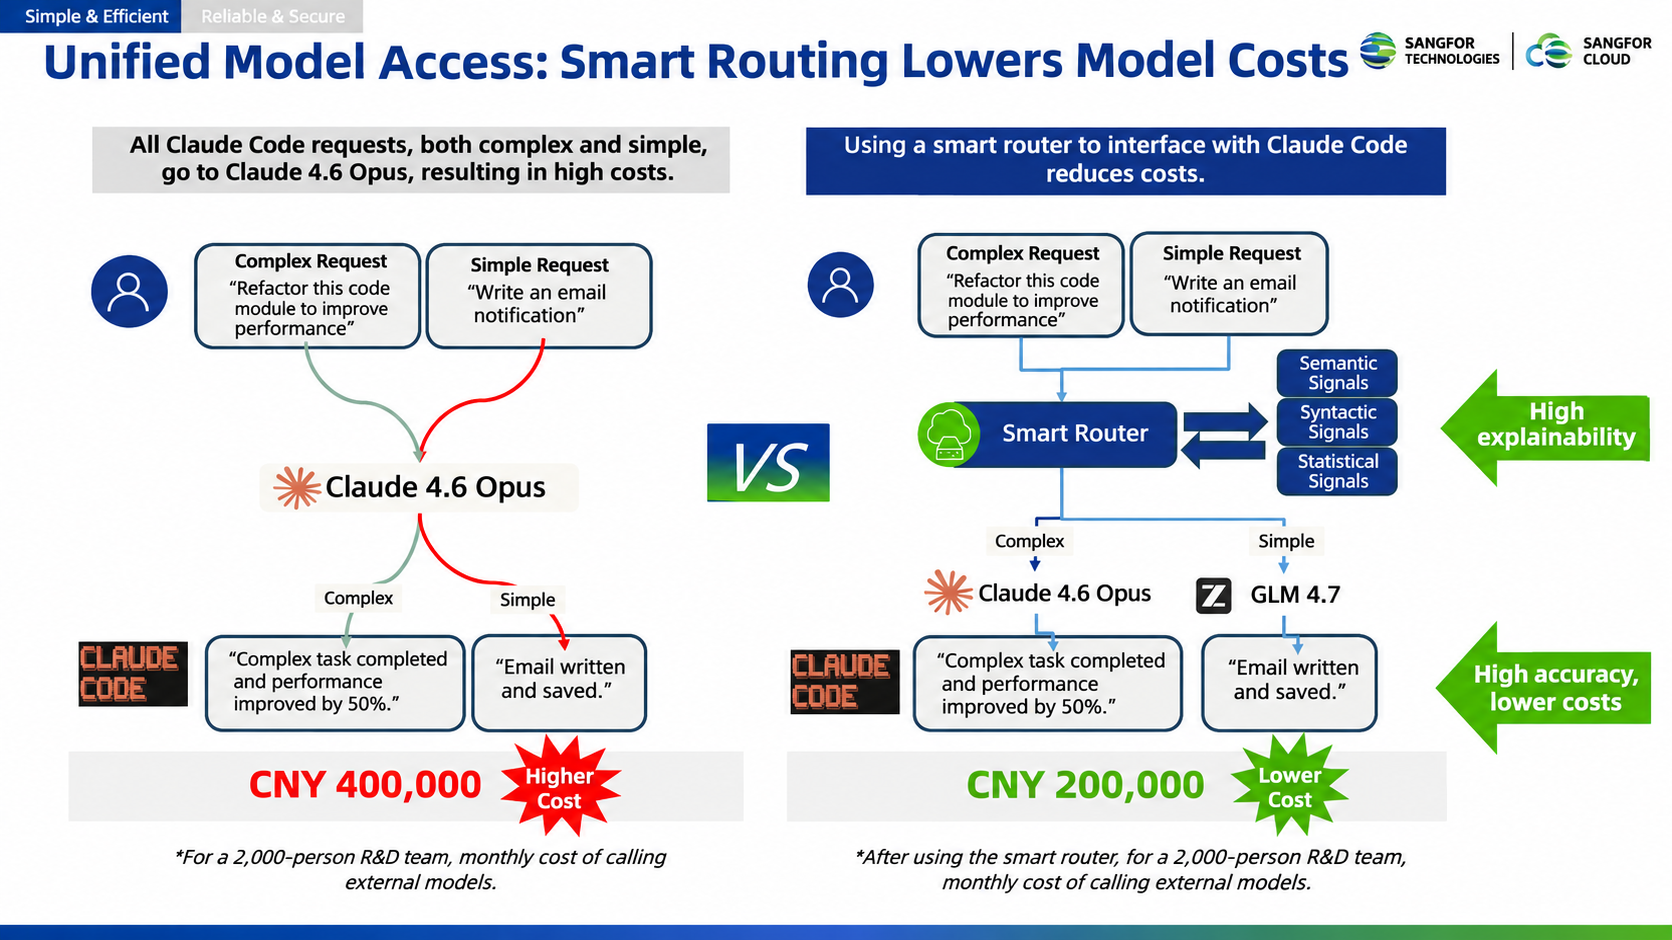 Simple & Efficient
Reliable & Secure
Unified Model Access: Smart Routing Lowers Model Costs
SANGFOR
TECHNOLOGIES
SANGFOR
CLOUD
All Claude Code requests, both complex and simple,
go to Claude 4.6 Opus, resulting in high costs.
Complex Request
“Refactor this code
module to improve
performance”
Simple Request
“Write an email
notification”
Claude 4.6 Opus
Complex
Simple
CLAUDE
CODE
“Complex task completed
and performance
improved by 50%.”
“Email written
and saved.”
CNY 400,000
Higher
Cost
*For a 2,000-person R&D team, monthly cost of calling
external models.
VS
Using a smart router to interface with Claude Code
reduces costs.
Complex Request
“Refactor this code
module to improve
performance”
Simple Request
“Write an email
notification”
Smart Router
Semantic
Signals
Syntactic
Signals
Statistical
Signals
High
explainability
Complex
Simple
Claude 4.6 Opus
Z
GLM 4.7
CLAUDE
CODE
“Complex task completed
and performance
improved by 50%.”
“Email written
and saved.”
High accuracy,
lower costs
CNY 200,000
Lower
Cost
*After using the smart router, for a 2,000-person R&D team,
monthly cost of calling external models.